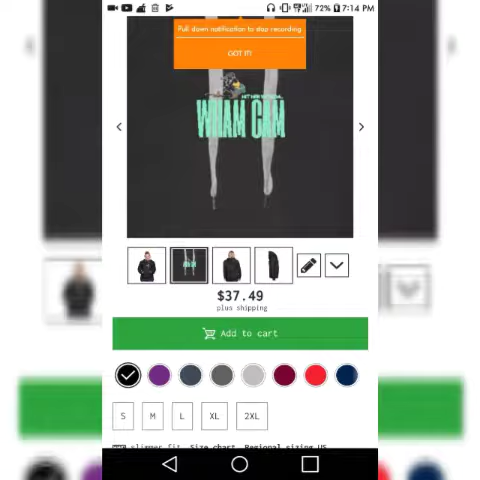 72% 7:14 PM
Pull down notification to stop recording
GOT IT!
WHAM CAM
$37.49
plus shipping
Add to cart
S M L XL 2XL
slimmer fit. Size chart. Regional sizing US